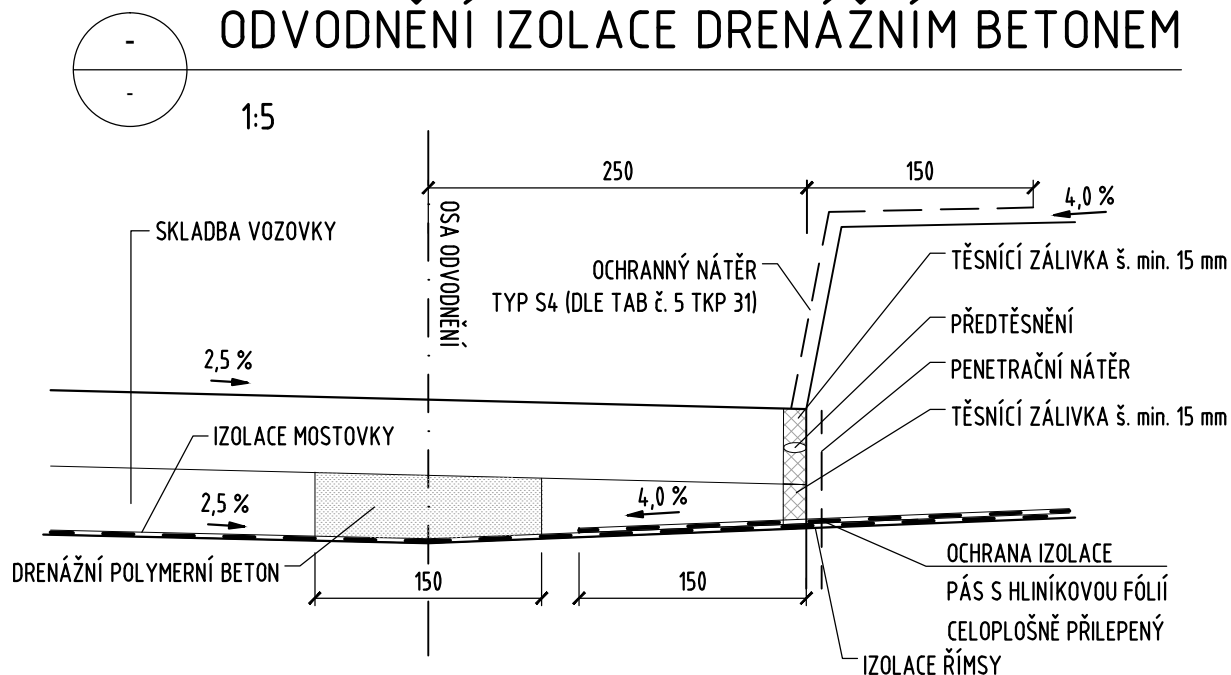 ODVODNĚNÍ IZOLACE DRENÁŽNÍM BETONEM
-
-
1:5
250
150
4,0 %
SKLADBA VOZOVKY
OSA ODVODNĚNÍ
OCHRANNÝ NÁTĚR
TYP S4 (DLE TAB č. 5 TKP 31)
TĚSNÍCÍ ZÁLIVKA š. min. 15 mm
PŘEDTĚSNĚNÍ
PENETRAČNÍ NÁTĚR
TĚSNÍCÍ ZÁLIVKA š. min. 15 mm
2,5 %
IZOLACE MOSTOVKY
2,5 %
4,0 %
DRENÁŽNÍ POLYMERNÍ BETON
150
150
OCHRANA IZOLACE
PÁS S HLINÍKOVOU FÓLIÍ
CELOPLOŠNĚ PŘILEPENÝ
IZOLACE ŘÍMSY